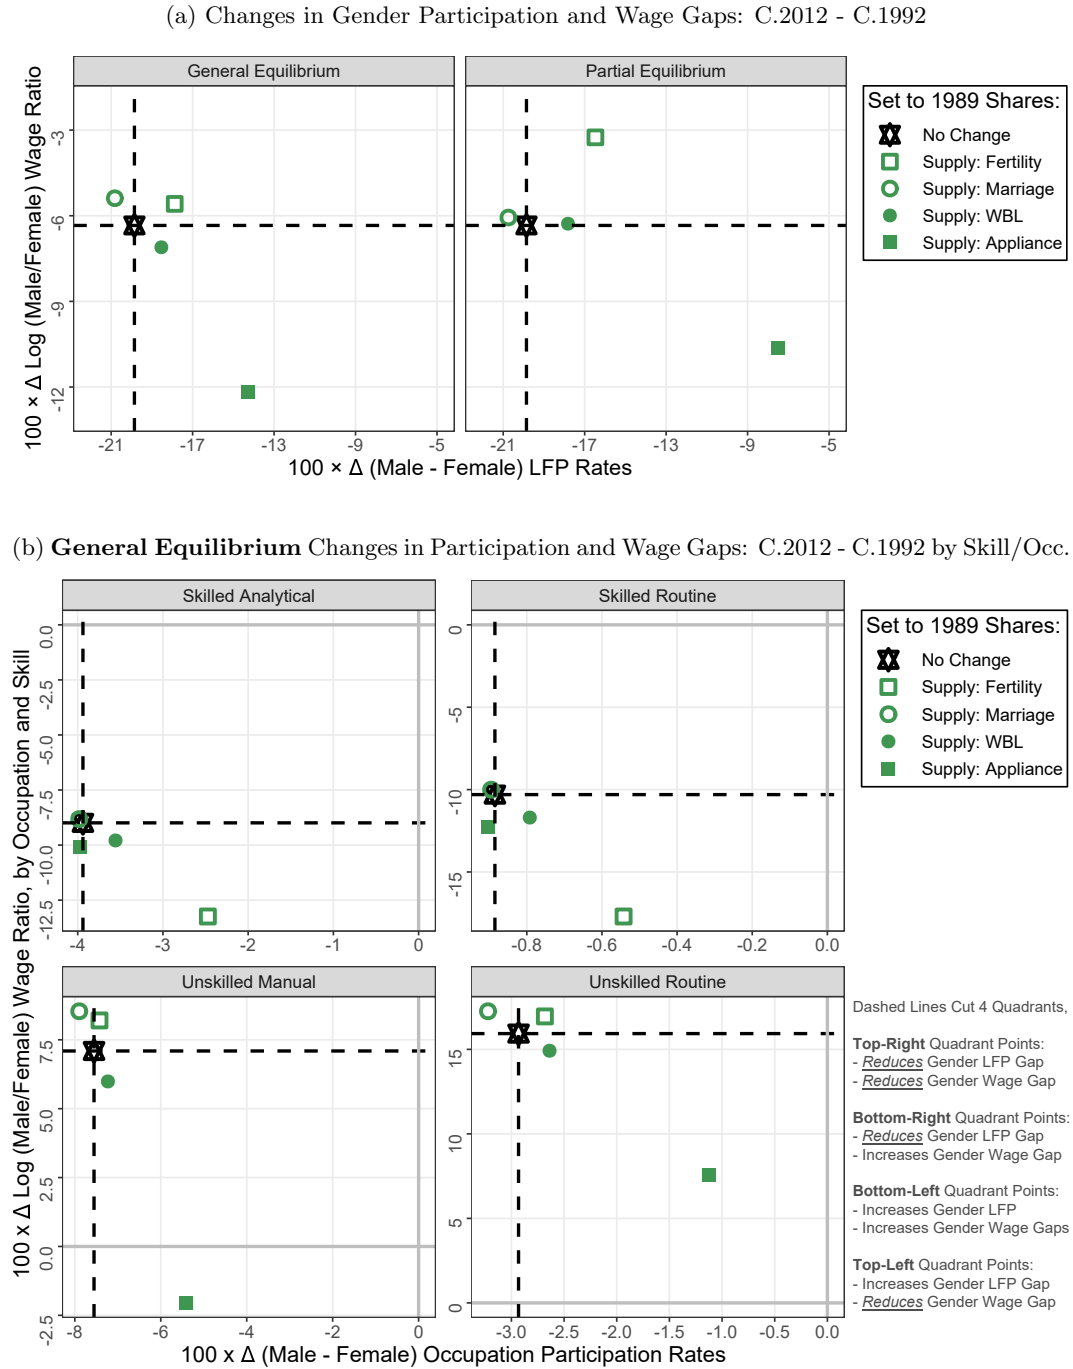 (a) Changes in Gender Participation and Wage Gaps: C.2012 - C.1992
General Equilibrium
Partial Equilibrium
100 × Δ Log (Male/Female) Wage Ratio
-3
-6
-9
-12
-21
-17
-13
-9
-5
-21
-17
-13
-9
-5
100 × Δ (Male - Female) LFP Rates
Set to 1989 Shares:
No Change
Supply: Fertility
Supply: Marriage
Supply: WBL
Supply: Appliance
(b) General Equilibrium Changes in Participation and Wage Gaps: C.2012 - C.1992 by Skill/Occ.
Skilled Analytical
Skilled Routine
100 x Δ Log (Male/Female) Wage Ratio, by Occupation and Skill
0.0
-2.5
-5.0
-7.5
-10.0
-12.5
-4
-3
-2
-1
0
0
-5
-10
-15
-0.8
-0.6
-0.4
-0.2
0.0
Set to 1989 Shares:
No Change
Supply: Fertility
Supply: Marriage
Supply: WBL
Supply: Appliance
Unskilled Manual
Unskilled Routine
7.5
5.0
2.5
0.0
-2.5
-8
-6
-4
-2
0
15
10
5
0
-3.0
-2.5
-2.0
-1.5
-1.0
-0.5
0.0
100 x Δ (Male - Female) Occupation Participation Rates
Dashed Lines Cut 4 Quadrants,
Top-Right Quadrant Points:
- Reduces Gender LFP Gap
- Reduces Gender Wage Gap
Bottom-Right Quadrant Points:
- Reduces Gender LFP Gap
- Increases Gender Wage Gap
Bottom-Left Quadrant Points:
- Increases Gender LFP
- Increases Gender Wage Gaps
Top-Left Quadrant Points:
- Increases Gender LFP Gap
- Reduces Gender Wage Gap